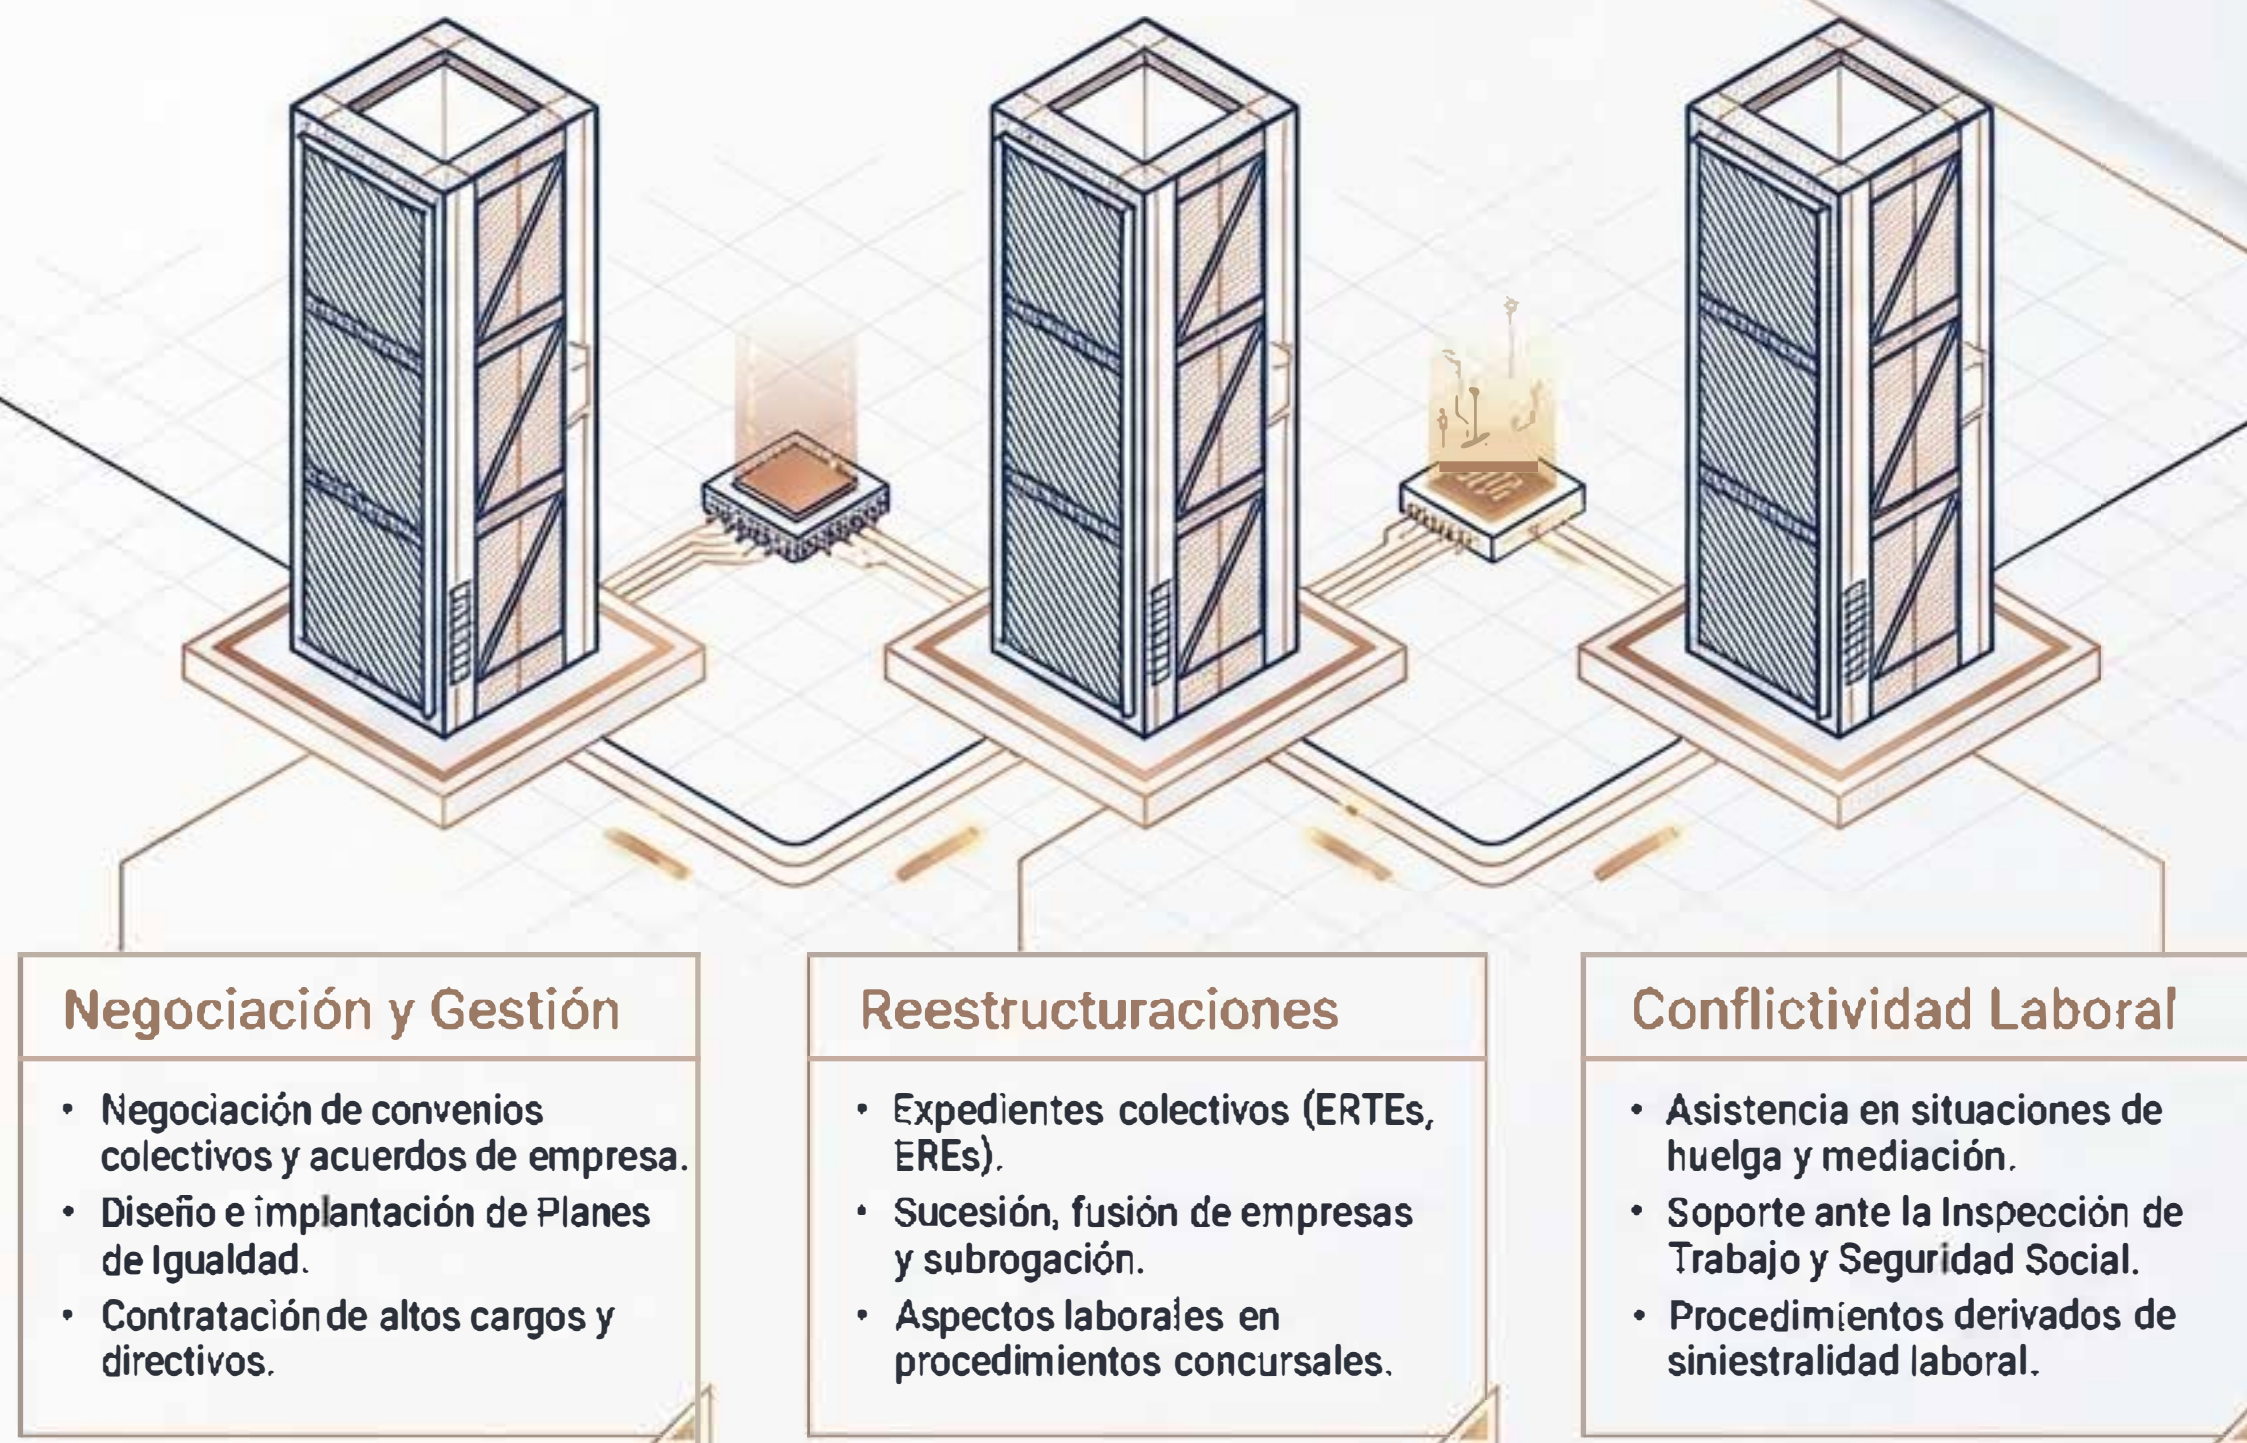 Negociación y Gestión
• Negociación de convenios
colectivos y acuerdos de empresa.
• Diseño e implantación de Planes
de Igualdad.
• Contratación de altos cargos y
directivos.
Reestructuraciones
• Expedientes colectivos (ERTEs,
EREs).
• Sucesión, fusión de empresas
y subrogación.
• Aspectos laborales en
procedimientos concursales.
Conflictividad Laboral
• Asistencia en situaciones de
huelga y mediación.
• Soporte ante la Inspección de
Trabajo y Seguridad Social.
• Procedimientos derivados de
siniestralidad laboral.